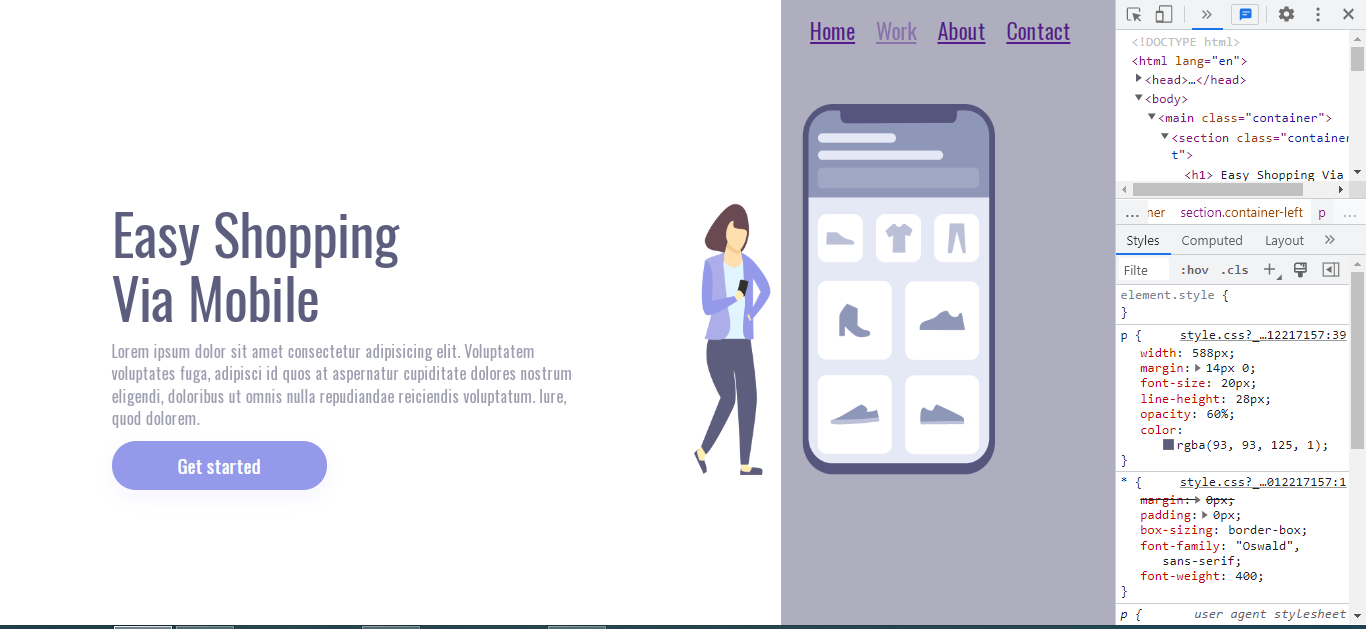 Home Work About Contact
Easy Shopping
Via Mobile
Lorem ipsum dolor sit amet consectetur adipisicing elit. Voluptatem
voluptates fuga, adipisci id quos at aspernatur cupiditate dolores nostrum
eligendi, doloribus ut omnis nulla repudiandae reiciendis voluptatum. Iure,
quod dolorem.
Get started
<!DOCTYPE html>
<html lang="en">
<head>…</head>
<body>
<main class="container">
<section class="container
t">
<h1> Easy Shopping Via
... ner section.container-left p ...
Styles Computed Layout
Filte :hov .cls
element.style {
}
p { style.css?_…12217157:39
width: 588px;
margin: 14px 0;
font-size: 20px;
line-height: 28px;
opacity: 60%;
color:
rgba(93, 93, 125, 1);
}
* { style.css?_…012217157:1
margin: 0px;
padding: 0px;
box-sizing: border-box;
font-family: "Oswald",
sans-serif;
font-weight: 400;
}
p { user agent stylesheet